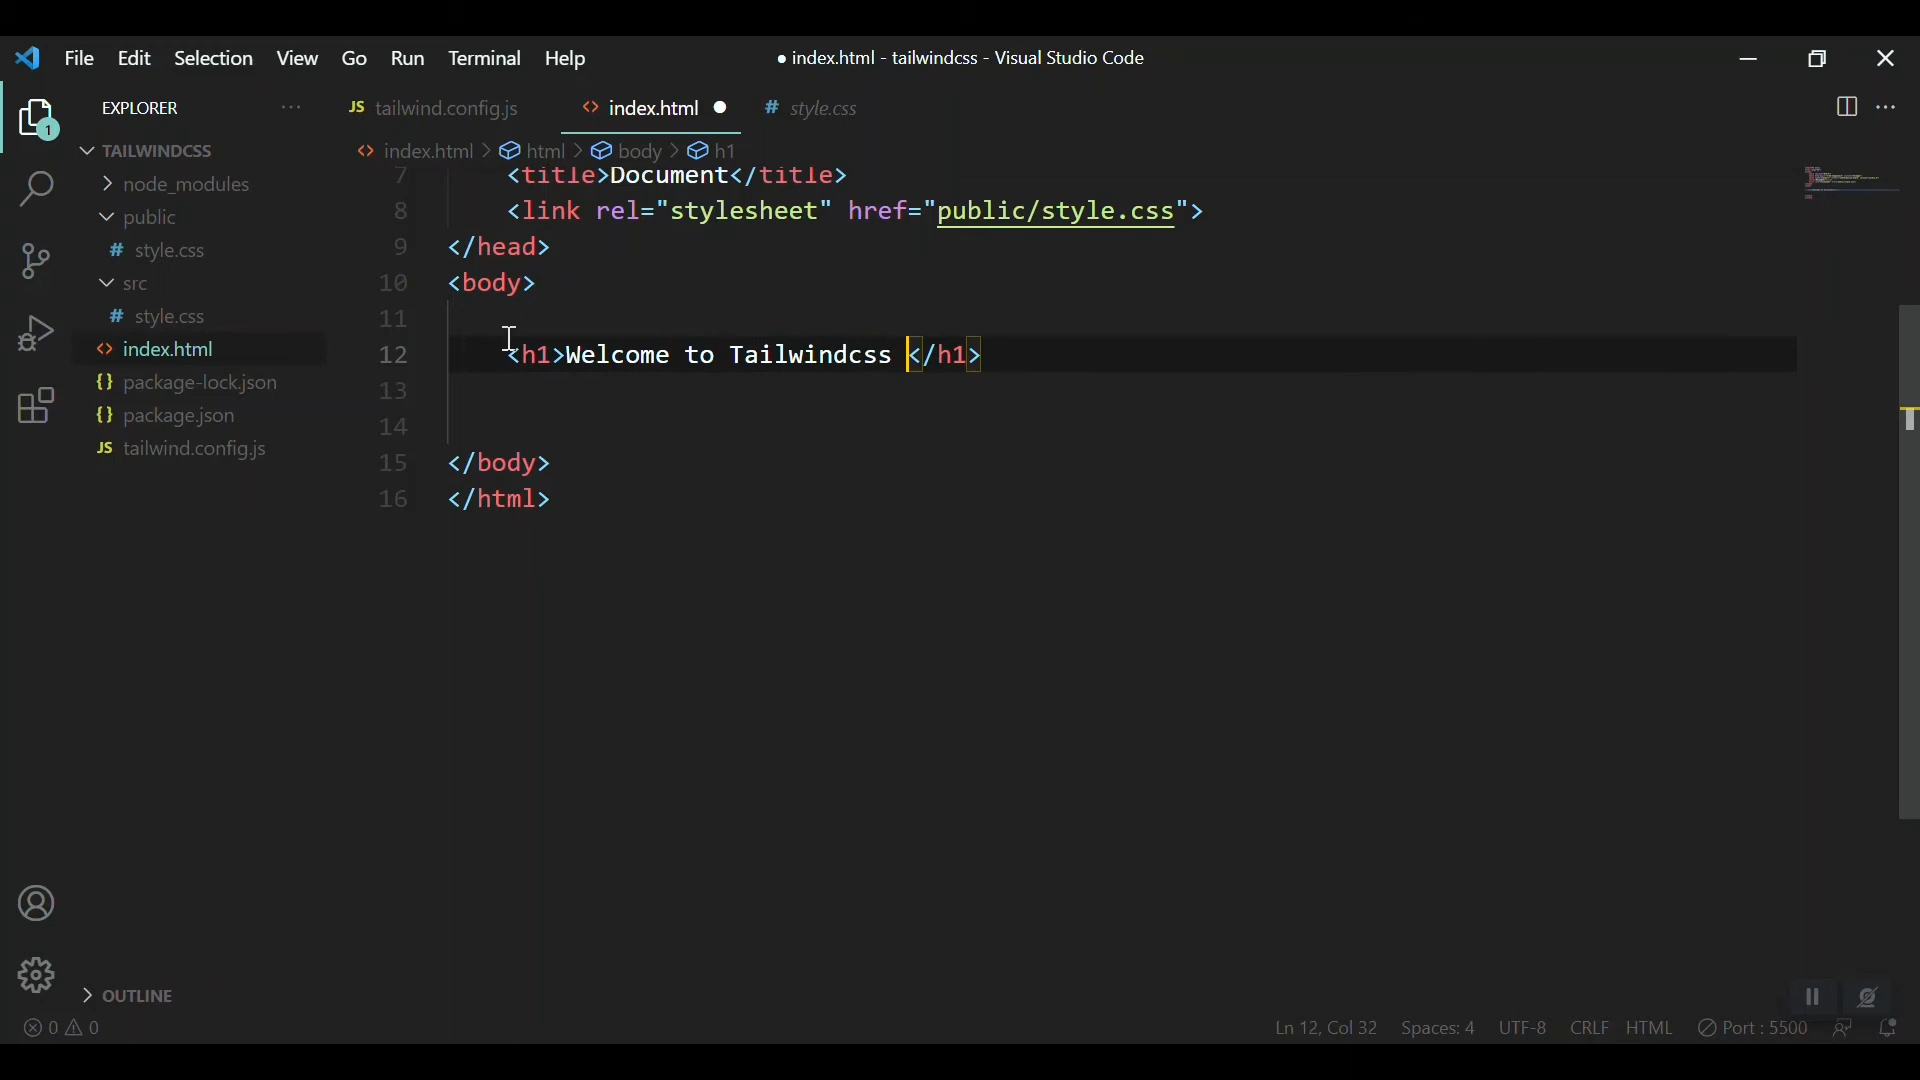 File Edit Selection View Go Run Terminal Help
● index.html - tailwindcss - Visual Studio Code
1
EXPLORER ···
TAILWINDCSS
node_modules
public
# style.css
src
# style.css
<> index.html
{} package-lock.json
{} package.json
JS tailwind.config.js
OUTLINE
JS tailwind.config.js
<> index.html ●
# style.css
<> index.html > html > body > h1
7 <title>Document</title>
8 <link rel="stylesheet" href="public/style.css">
9 </head>
10 <body>
11
12 <h1>Welcome to Tailwindcss </h1>
13
14
15 </body>
16 </html>
0 0
Ln 12, Col 32 Spaces: 4 UTF-8 CRLF HTML Port : 5500